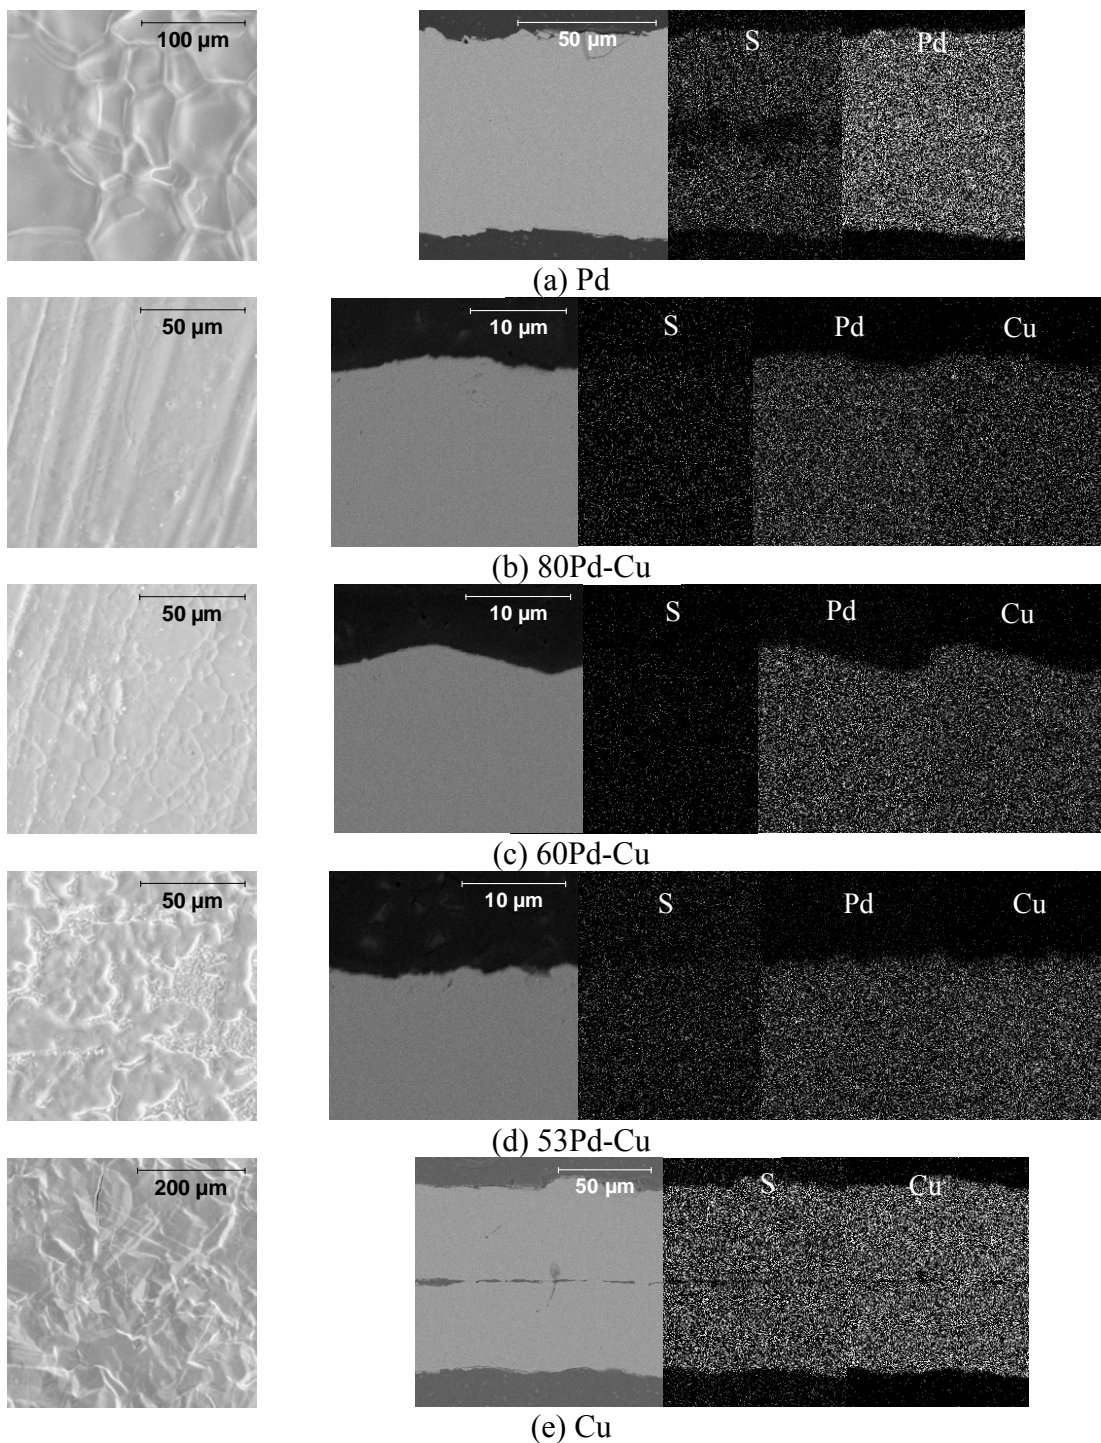 100 µm
50 µm
S
Pd
(a) Pd
50 µm
10 µm
S
Pd
Cu
(b) 80Pd-Cu
50 µm
10 µm
S
Pd
Cu
(c) 60Pd-Cu
50 µm
10 µm
S
Pd
Cu
(d) 53Pd-Cu
200 µm
50 µm
S
Cu
(e) Cu